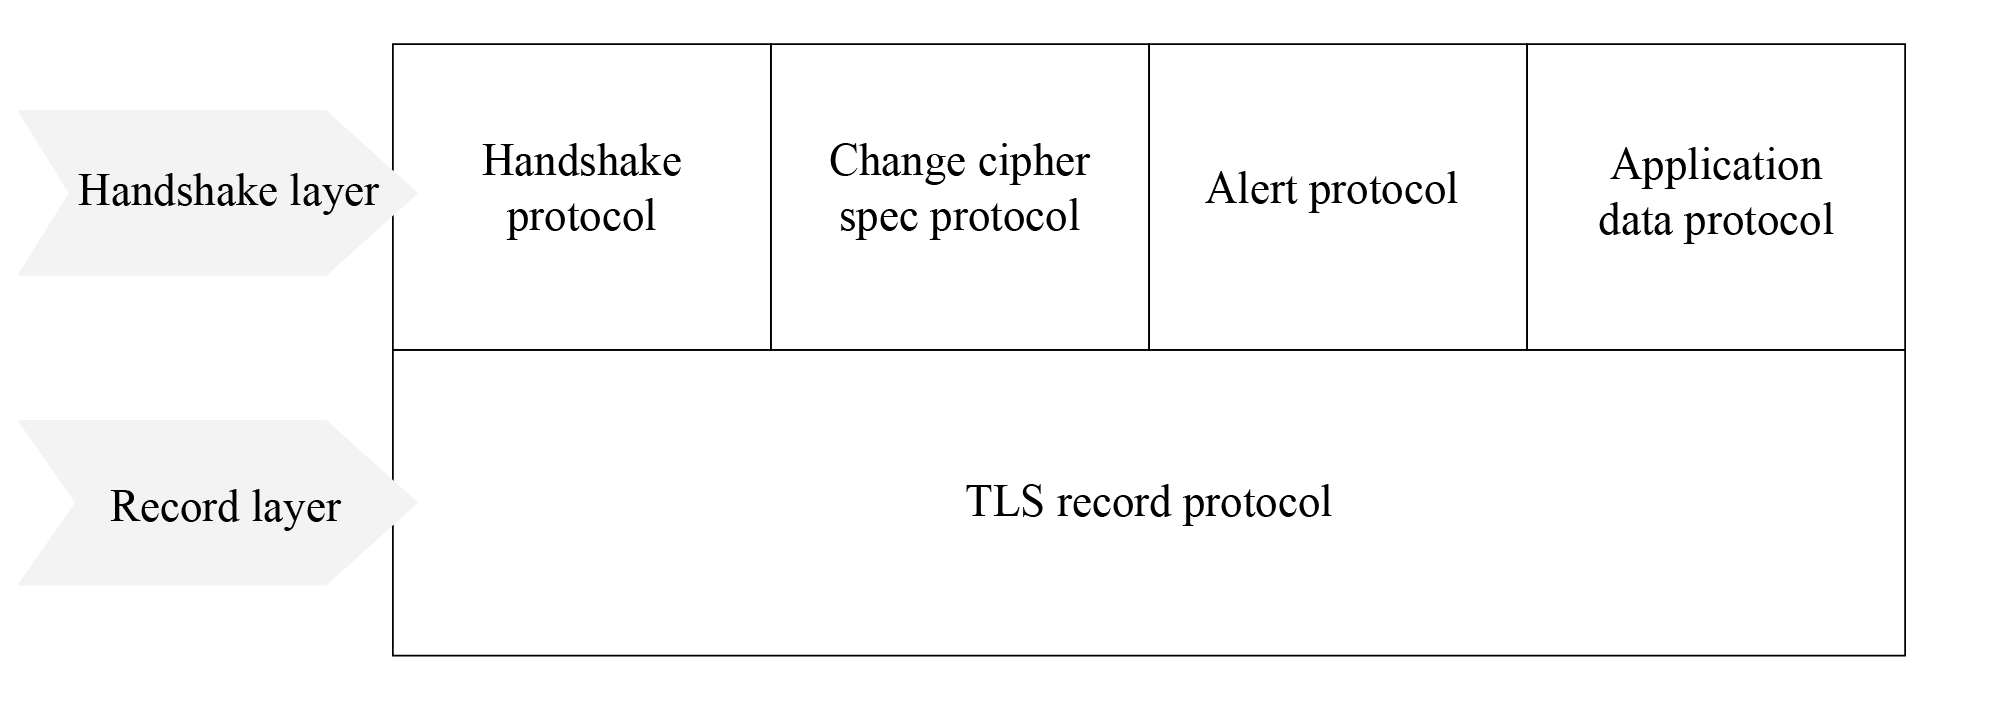 Handshake layer
Handshake
protocol
Change cipher
spec protocol
Alert protocol
Application
data protocol
Record layer
TLS record protocol